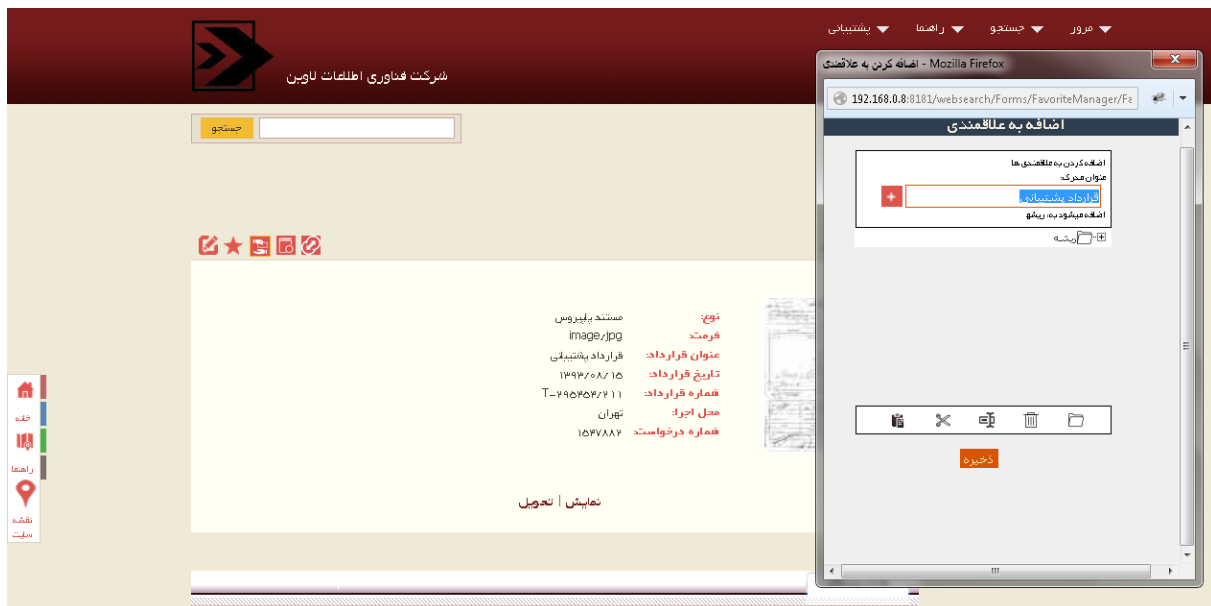 مرور جستجو راهنما پشتیبانی
شرکت فناوری اطلاعات لاوین
جستجو
اضافه کردن به علاقمندی - Mozilla Firefox
192.168.0.8:8181/websearch/Forms/FavoriteManager/Fa
اضافه به علاقمندی
اضافه کردن به علاقمندی ها
عنوان مدرک:
قرارداد پشتیبانی
اضافه میشود به: ریشه
ریشه
ذخیره
نوع: مستند پاپیروس
فرمت: image/jpg
عنوان قرارداد: قرارداد پشتیبانی
تاریخ قرارداد: ۱۳۹۳/۰۸/۱۵
شماره قرارداد: T-۲۹۵۴۵۴/۲۱۱
محل اجرا: تهران
شماره درخواست: ۱۵۴۷۸۸۲
نمایش | تحویل
خانه
راهنما
نقشه
سایت